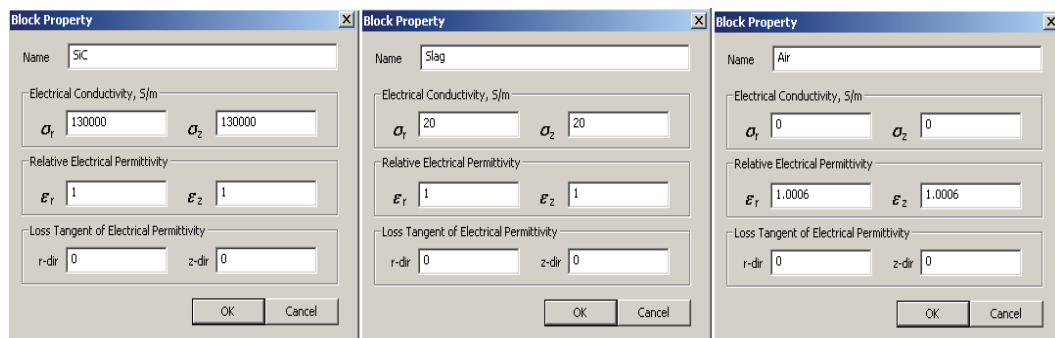 Block Property
Name SiC
Electrical Conductivity, S/m
σr 130000 σz 130000
Relative Electrical Permittivity
εr 1 εz 1
Loss Tangent of Electrical Permittivity
r-dir 0 z-dir 0
OK Cancel
Block Property
Name Slag
Electrical Conductivity, S/m
σr 20 σz 20
Relative Electrical Permittivity
εr 1 εz 1
Loss Tangent of Electrical Permittivity
r-dir 0 z-dir 0
OK Cancel
Block Property
Name Air
Electrical Conductivity, S/m
σr 0 σz 0
Relative Electrical Permittivity
εr 1.0006 εz 1.0006
Loss Tangent of Electrical Permittivity
r-dir 0 z-dir 0
OK Cancel